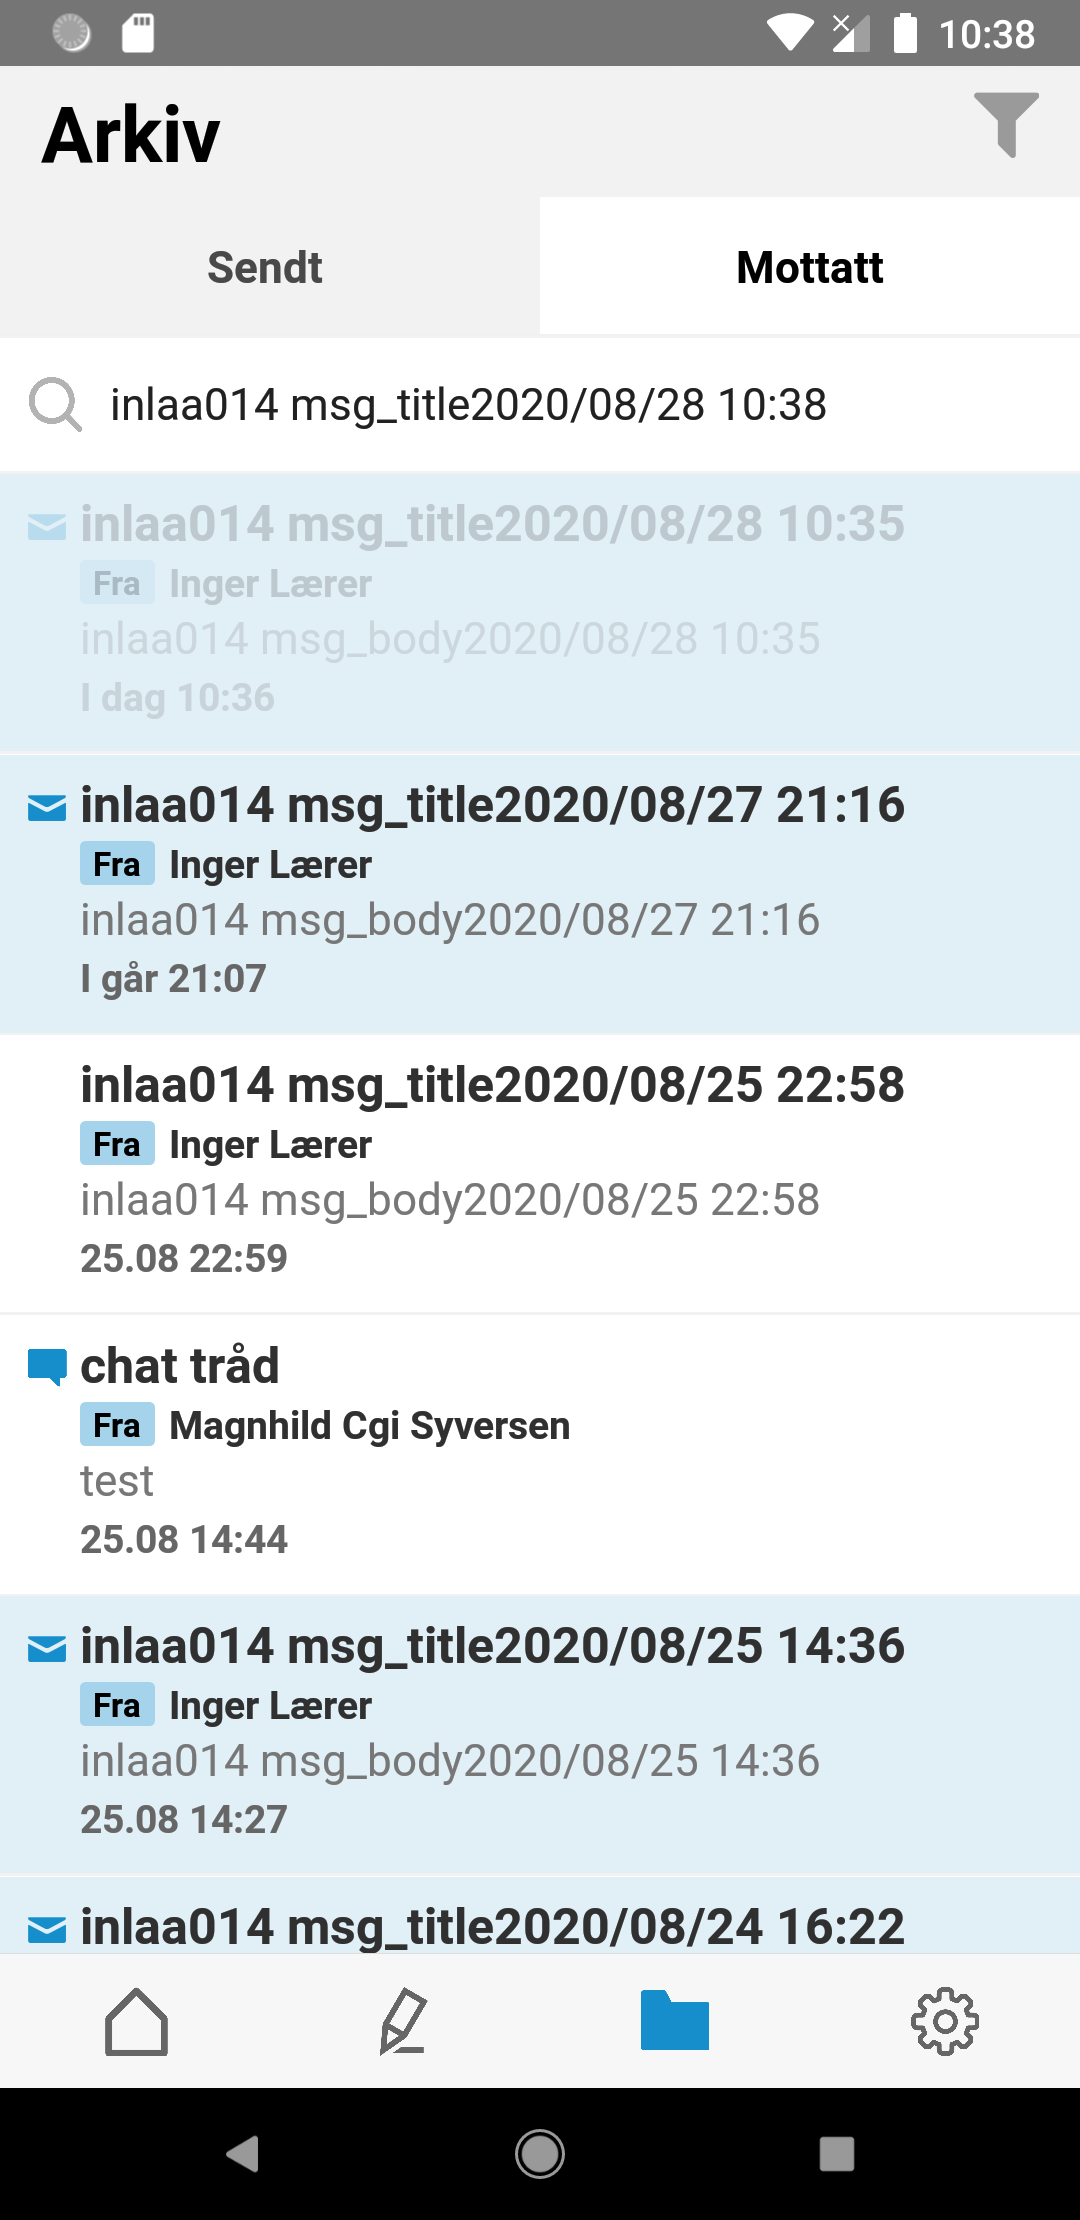 10:38
Arkiv
Sendt Mottatt
inlaa014 msg_title2020/08/28 10:38
inlaa014 msg_title2020/08/28 10:35
Fra Inger Lærer
inlaa014 msg_body2020/08/28 10:35
I dag 10:36
inlaa014 msg_title2020/08/27 21:16
Fra Inger Lærer
inlaa014 msg_body2020/08/27 21:16
I går 21:07
inlaa014 msg_title2020/08/25 22:58
Fra Inger Lærer
inlaa014 msg_body2020/08/25 22:58
25.08 22:59
chat tråd
Fra Magnhild Cgi Syversen
test
25.08 14:44
inlaa014 msg_title2020/08/25 14:36
Fra Inger Lærer
inlaa014 msg_body2020/08/25 14:36
25.08 14:27
inlaa014 msg_title2020/08/24 16:22